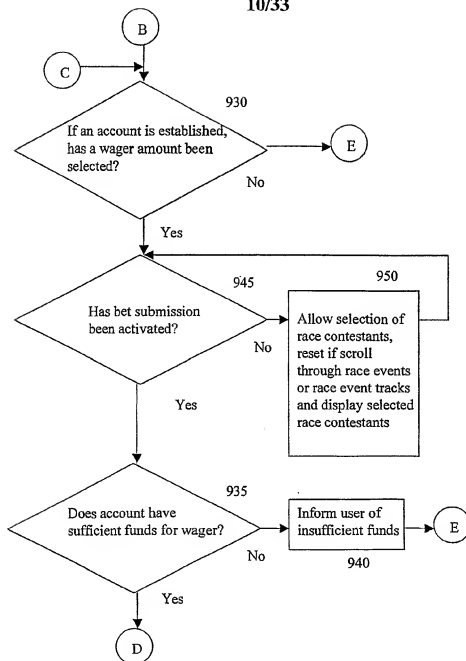 10/33
B
C
930
If an account is established,
has a wager amount been
selected?
E
No
Yes
945
950
Has bet submission
been activated?
No
Allow selection of
race contestants,
reset if scroll
through race events
or race event tracks
and display selected
race contestants
Yes
935
Does account have
sufficient funds for wager?
No
Inform user of
insufficient funds
E
940
Yes
D